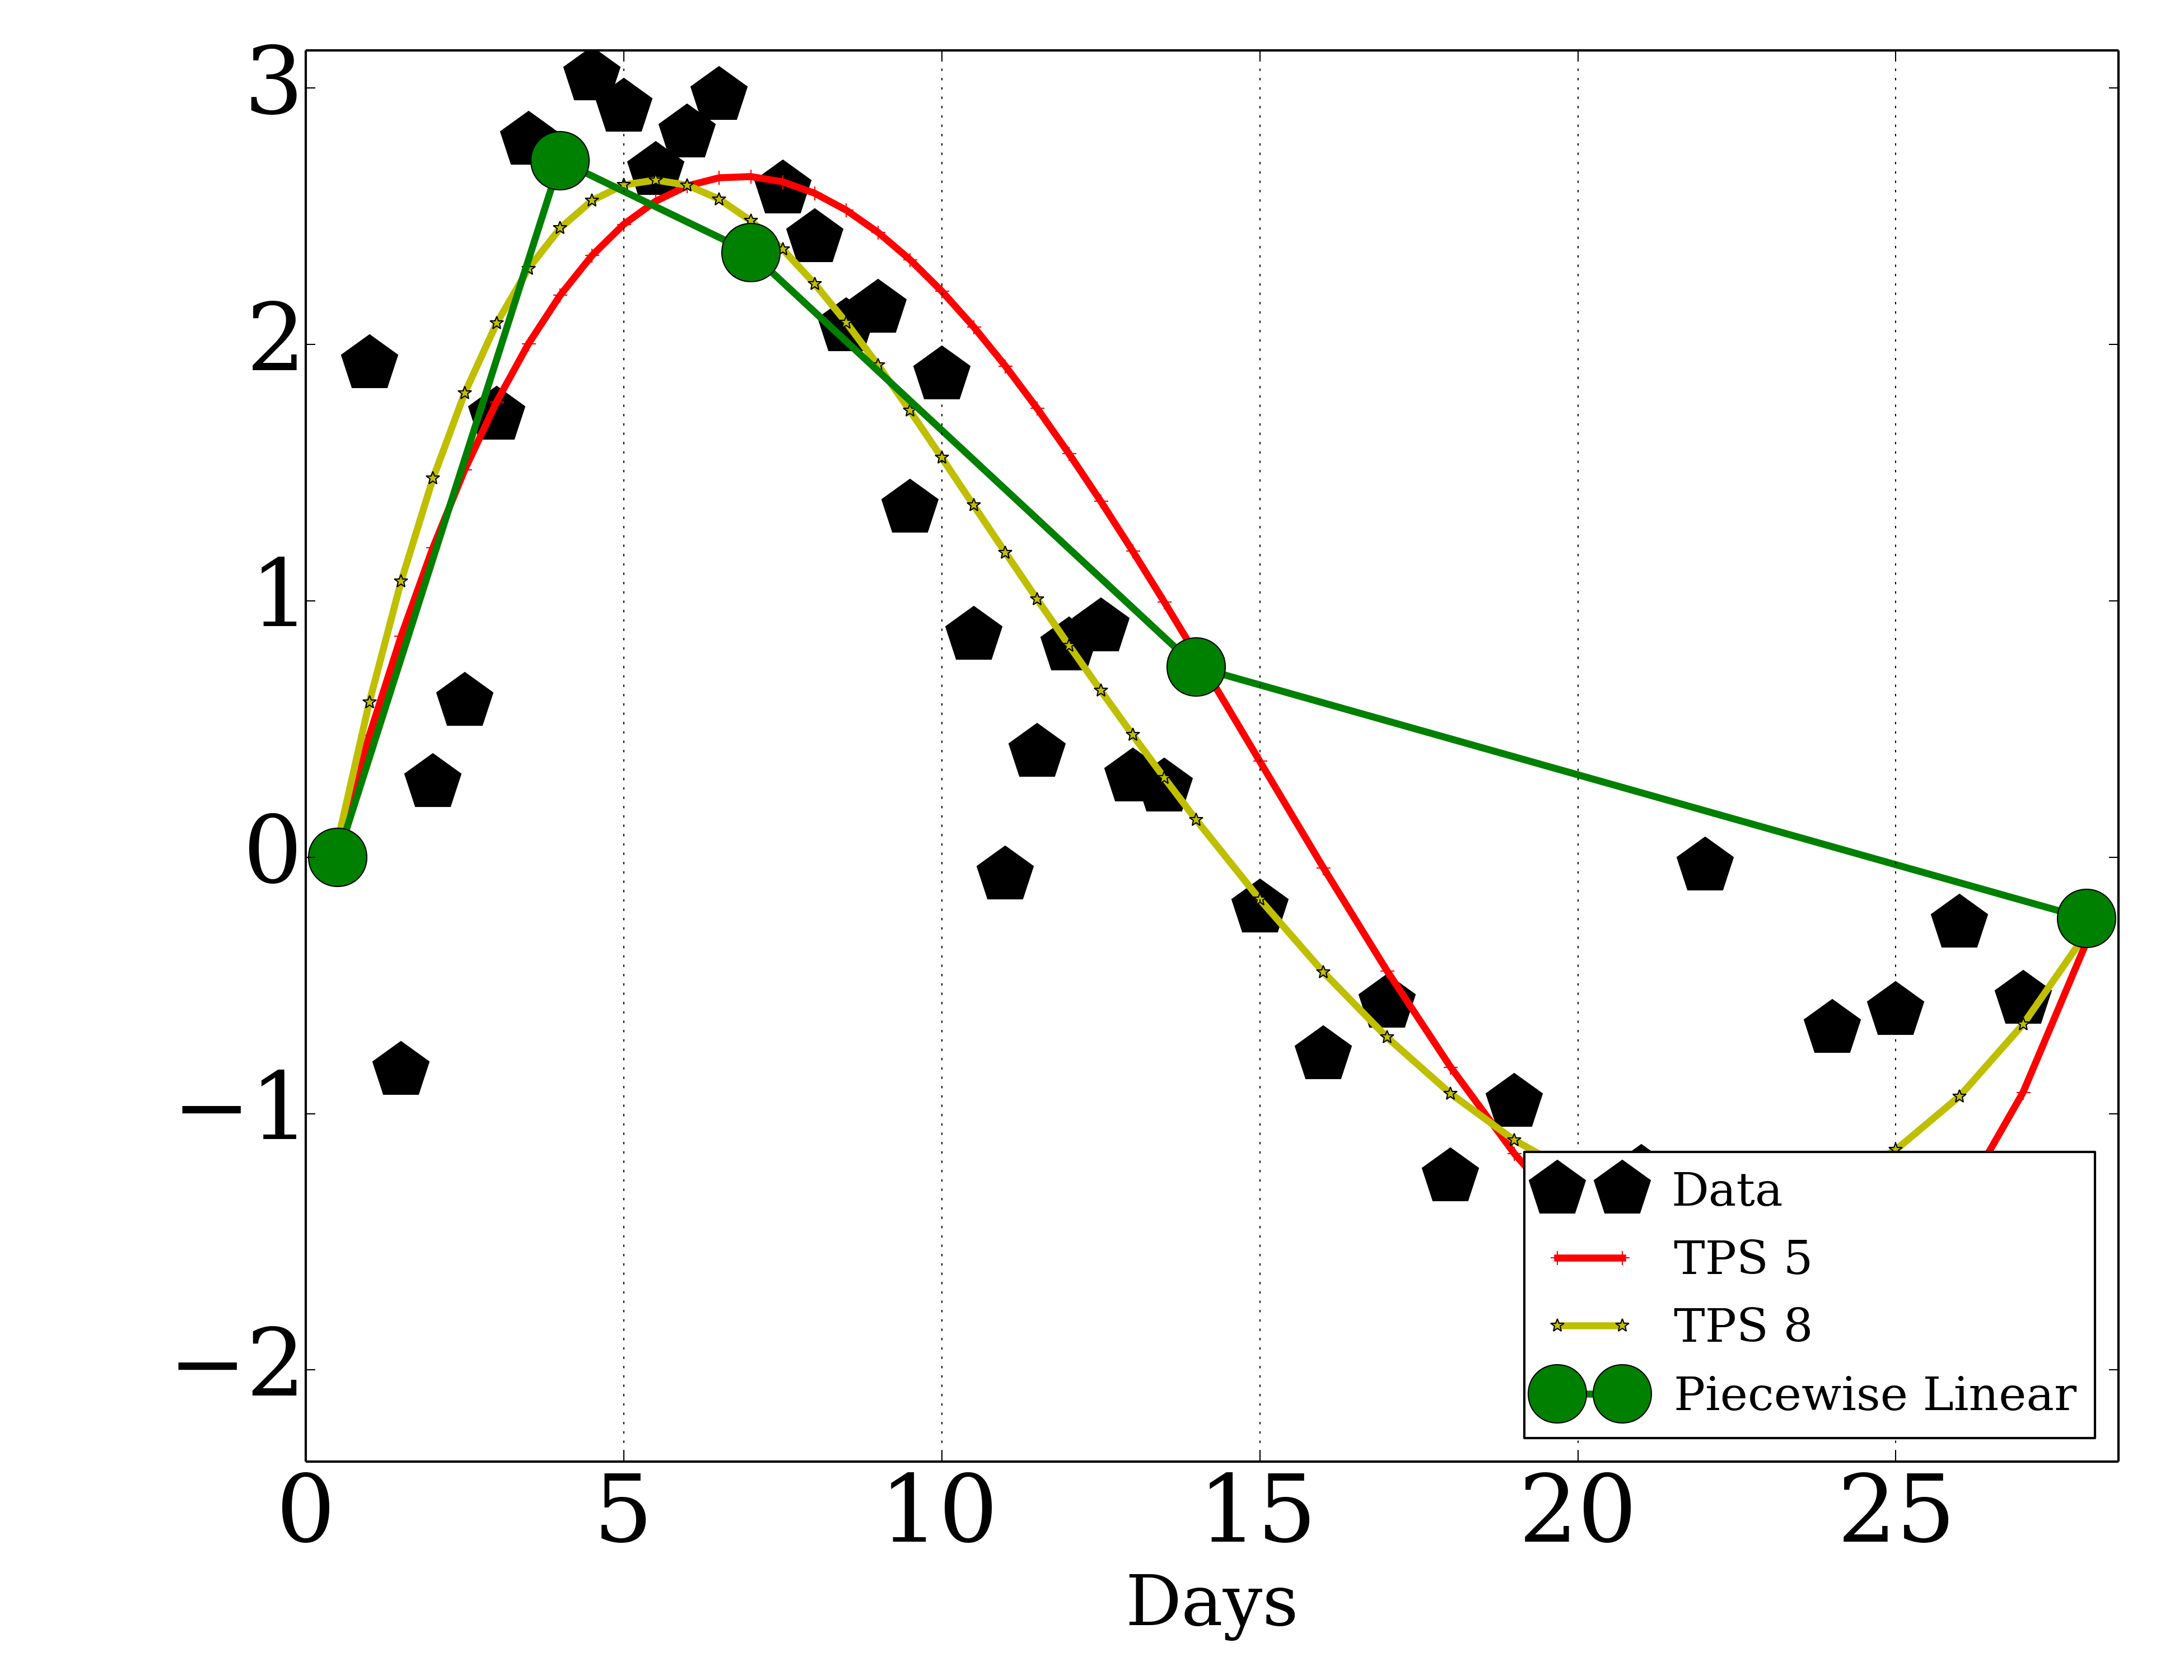 3
2
1
0
−1
−2
Data
TPS 5
TPS 8
Piecewise Linear
0 5 10 15 20 25
Days